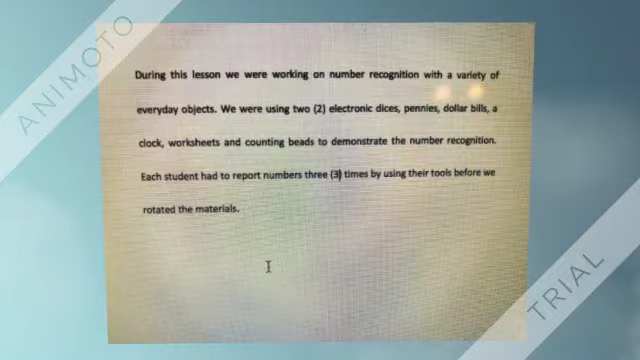 ANIMOTO
During this lesson we were working on number recognition with a variety of
everyday objects. We were using two (2) electronic dices, pennies, dollar bills, a
clock, worksheets and counting beads to demonstrate the number recognition.
Each student had to report numbers three (3) times by using their tools before we
rotated the materials.
TRIAL